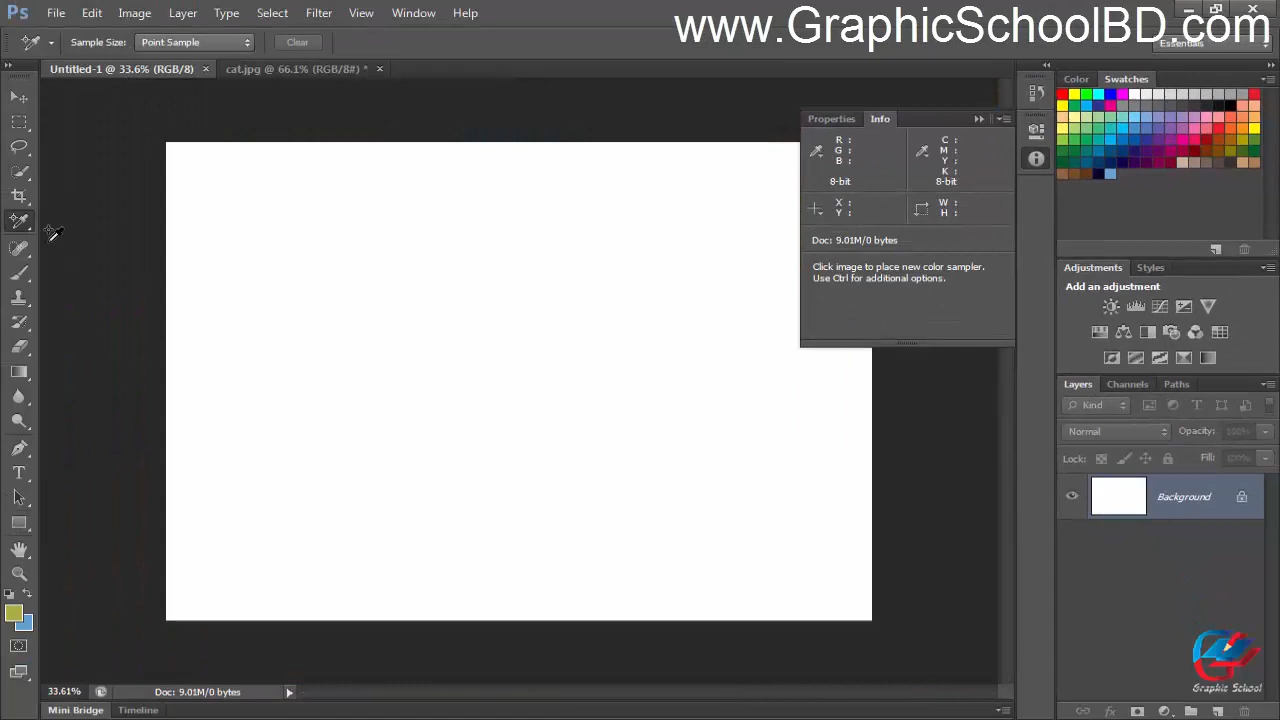 Ps File Edit Image Layer Type Select Filter View Window Help
www.GraphicSchoolBD.com
Sample Size: Point Sample Clear
Essentials
Untitled-1 @ 33.6% (RGB/8) × cat.jpg @ 66.1% (RGB/8#) * ×
Color Swatches
Properties Info
R : C :
G : M :
B : Y :
K :
8-bit 8-bit
X : W :
Y : H :
Doc: 9.01M/0 bytes
Click image to place new color sampler.
Use Ctrl for additional options.
Adjustments Styles
Add an adjustment
Layers Channels Paths
Kind
Normal Opacity: 100%
Lock: Fill: 100%
Background
Graphic School
33.61% Doc: 9.01M/0 bytes
Mini Bridge Timeline